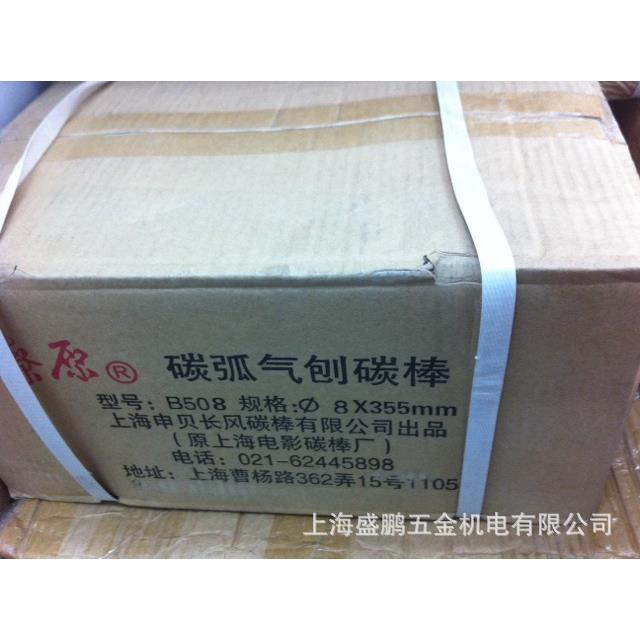 燎原® 碳弧气刨碳棒
型号: B508 规格:Ø 8X355mm
上海申贝长风碳棒有限公司出品
(原上海电影碳棒厂)
电话: 021-62445898
地址: 上海曹杨路362弄15号1105
上海盛鹏五金机电有限公司